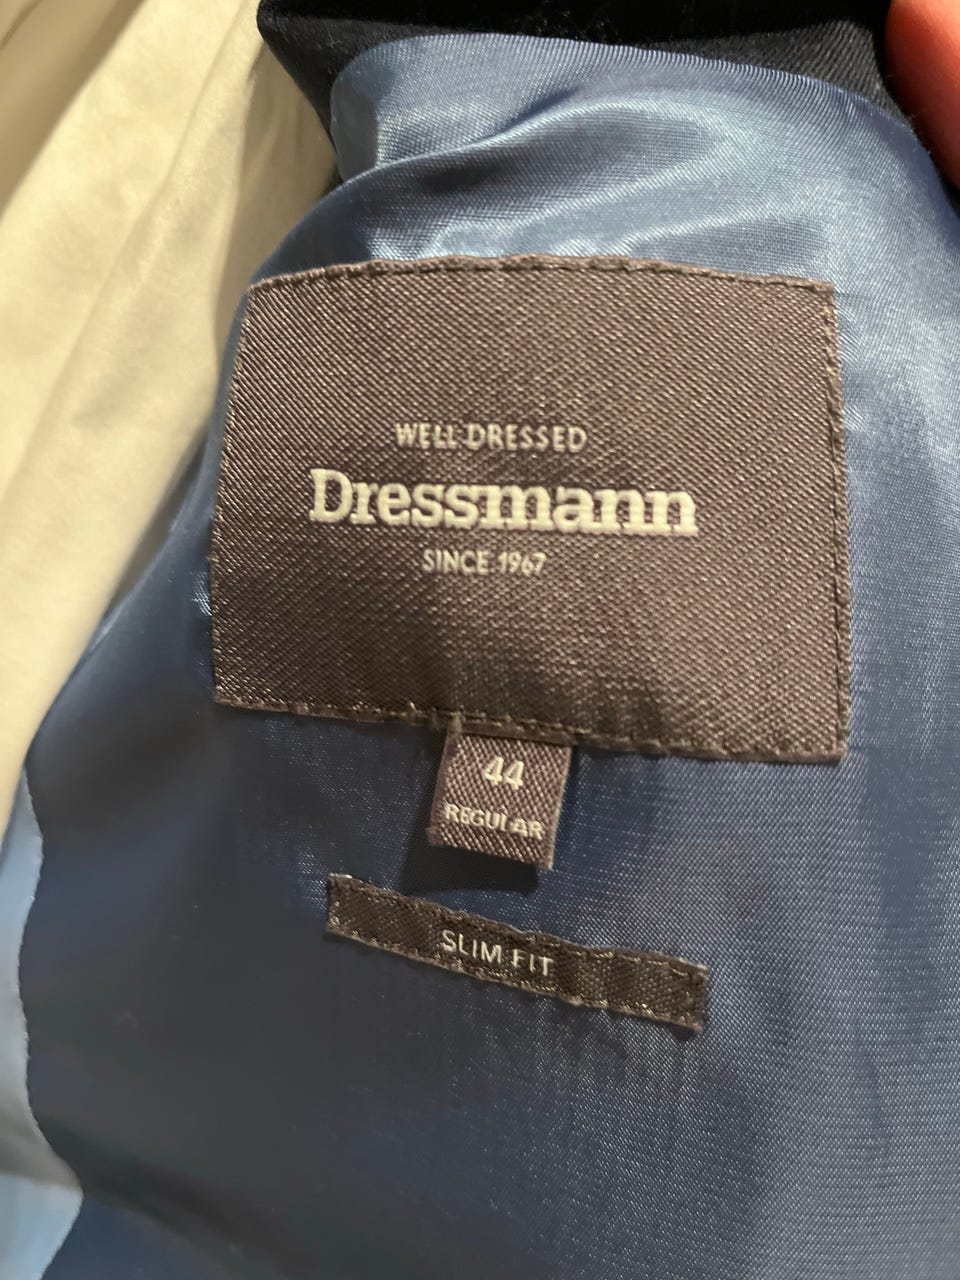 WELL DRESSED
Dressmann
SINCE 1967
44
REGULAR
SLIM FIT